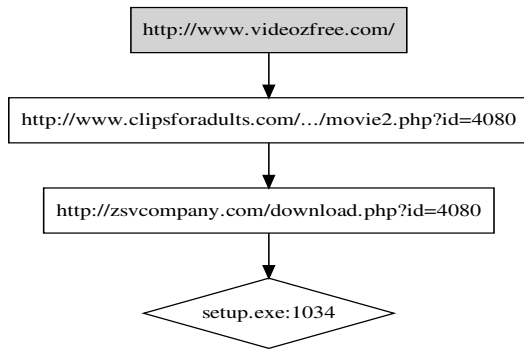 http://www.videozfree.com/
http://www.clipsforadults.com/.../movie2.php?id=4080
http://zsvcompany.com/download.php?id=4080
setup.exe:1034